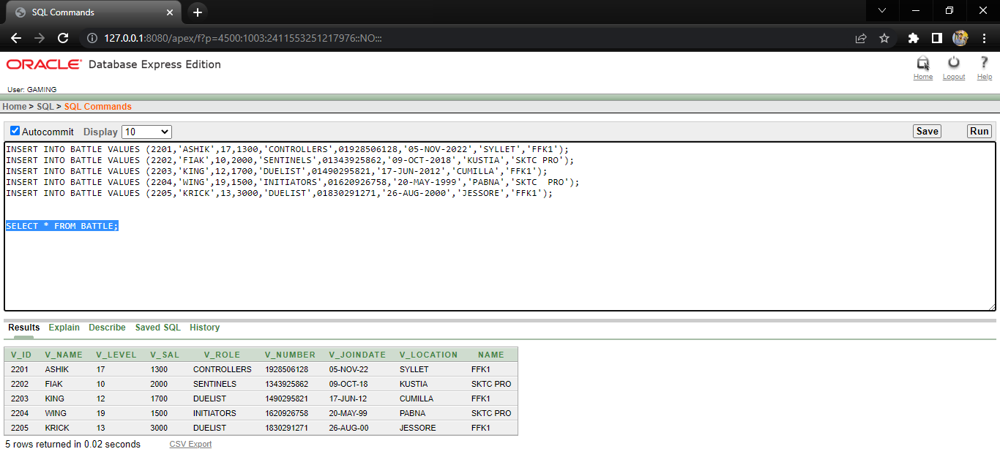 SQL Commands
127.0.0.1:8080/apex/f?p=4500:1003:2411553251217976::NO:::
ORACLE Database Express Edition
Home Logout Help
User: GAMING
Home > SQL > SQL Commands
Autocommit Display 10 Save Run
INSERT INTO BATTLE VALUES (2201,'ASHIK',17,1300,'CONTROLLERS',01928506128,'05-NOV-2022','SYLLET','FFK1');
INSERT INTO BATTLE VALUES (2202,'FIAK',10,2000,'SENTINELS',01343925862,'09-OCT-2018','KUSTIA','SKTC PRO');
INSERT INTO BATTLE VALUES (2203,'KING',12,1700,'DUELIST',01490295821,'17-JUN-2012','CUMILLA','FFK1');
INSERT INTO BATTLE VALUES (2204,'WING',19,1500,'INITIATORS',01620926758,'20-MAY-1999','PABNA','SKTC  PRO');
INSERT INTO BATTLE VALUES (2205,'KRICK',13,3000,'DUELIST',01830291271,'26-AUG-2000','JESSORE','FFK1');
SELECT * FROM BATTLE;
Results Explain Describe Saved SQL History
V_ID V_NAME V_LEVEL V_SAL V_ROLE V_NUMBER V_JOINDATE V_LOCATION NAME
2201 ASHIK 17 1300 CONTROLLERS 1928506128 05-NOV-22 SYLLET FFK1
2202 FIAK 10 2000 SENTINELS 1343925862 09-OCT-18 KUSTIA SKTC PRO
2203 KING 12 1700 DUELIST 1490295821 17-JUN-12 CUMILLA FFK1
2204 WING 19 1500 INITIATORS 1620926758 20-MAY-99 PABNA SKTC PRO
2205 KRICK 13 3000 DUELIST 1830291271 26-AUG-00 JESSORE FFK1
5 rows returned in 0.02 seconds CSV Export